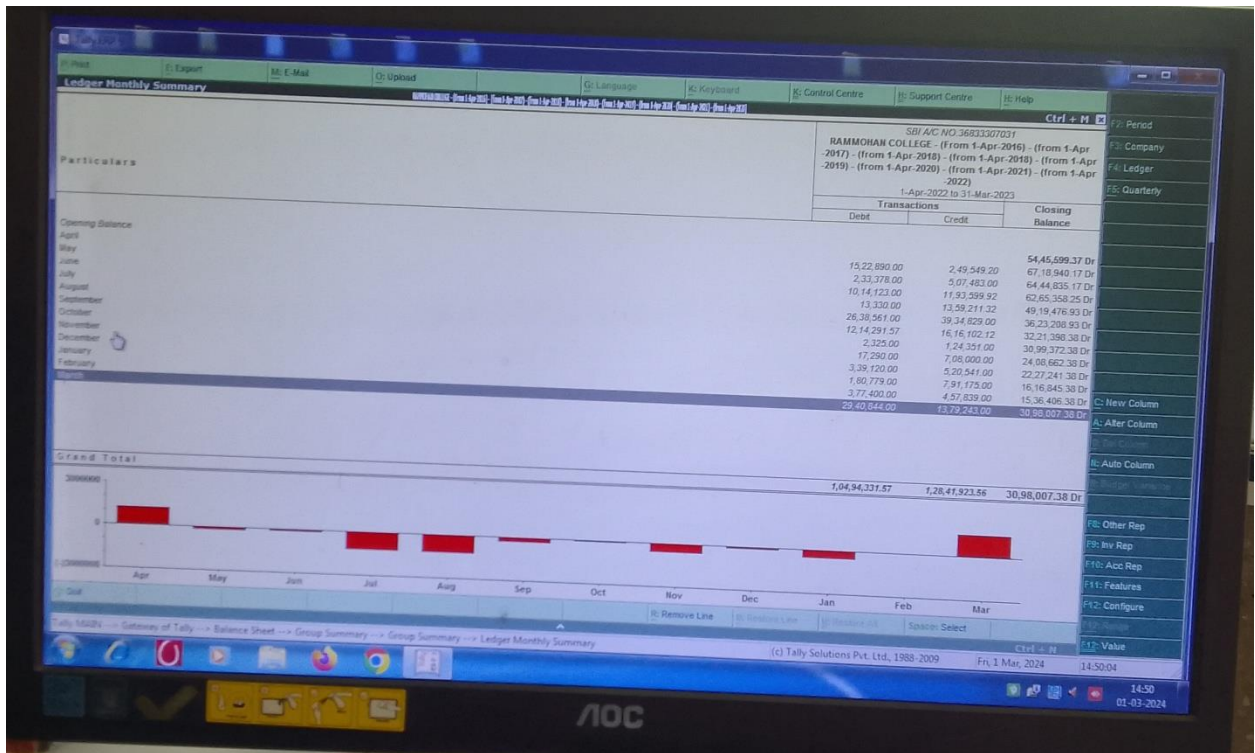 Tally ERP
P: Print E: Export M: E-Mail O: Upload G: Language K: Keyboard K: Control Centre H: Support Centre H: Help
Ledger Monthly Summary Ctrl + M
SBI A/C NO.36833307031
RAMMOHAN COLLEGE - (From 1-Apr-2016) - (from 1-Apr
-2017) - (from 1-Apr-2018) - (from 1-Apr-2018) - (from 1-Apr
-2019) - (from 1-Apr-2020) - (from 1-Apr-2021) - (from 1-Apr
-2022)
1-Apr-2022 to 31-Mar-2023
Particulars
Transactions Closing
Debit Credit Balance
Opening Balance 54,45,599.37 Dr
April 15,22,890.00 2,49,549.20 67,18,940.17 Dr
May 2,33,378.00 5,07,483.00 64,44,835.17 Dr
June 10,14,123.00 11,93,599.92 62,65,358.25 Dr
July 13,330.00 13,59,211.32 49,19,476.93 Dr
August 26,38,561.00 39,34,829.00 36,23,208.93 Dr
September 12,14,291.57 16,16,102.12 32,21,398.38 Dr
October 2,325.00 1,24,351.00 30,99,372.38 Dr
November 17,290.00 7,08,000.00 24,08,662.38 Dr
December 3,39,120.00 5,20,541.00 22,27,241.38 Dr
January 1,80,779.00 7,91,175.00 16,16,845.38 Dr
February 3,77,400.00 4,57,839.00 15,36,406.38 Dr
March 29,40,844.00 13,79,243.00 30,98,007.38 Dr
Grand Total 1,04,94,331.57 1,28,41,923.56 30,98,007.38 Dr
3000000
0
Apr May Jun Jul Aug Sep Oct Nov Dec Jan Feb Mar
Quit R: Remove Line Space: Select
Tally MAIN --> Gateway of Tally --> Balance Sheet --> Group Summary --> Group Summary --> Ledger Monthly Summary Ctrl + N
(c) Tally Solutions Pvt. Ltd., 1988-2009 Fri, 1 Mar, 2024 14:50:04
F2: Period
F3: Company
F4: Ledger
F5: Quarterly
C: New Column
A: Alter Column
N: Auto Column
F8: Other Rep
F9: Inv Rep
F10: Acc Rep
F11: Features
F12: Configure
F12: Value
14:50
01-03-2024
AOC